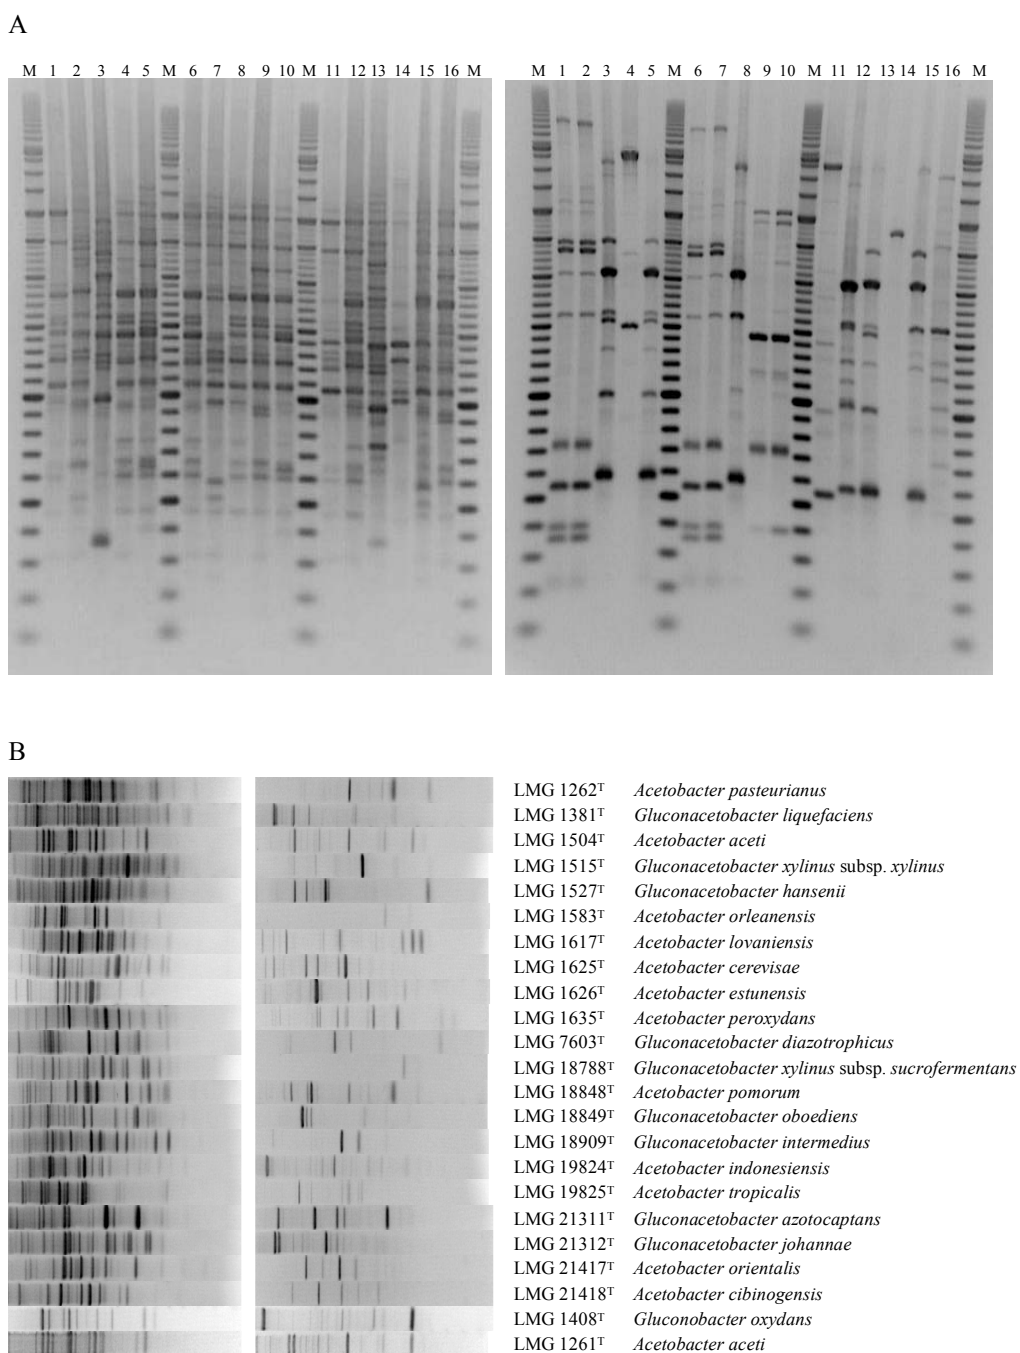 A
M 1 2 3 4 5 M 6 7 8 9 10 M 11 12 13 14 15 16 M
M 1 2 3 4 5 M 6 7 8 9 10 M 11 12 13 14 15 16 M
B
LMG 1262ᵀ Acetobacter pasteurianus
LMG 1381ᵀ Gluconacetobacter liquefaciens
LMG 1504ᵀ Acetobacter aceti
LMG 1515ᵀ Gluconacetobacter xylinus subsp. xylinus
LMG 1527ᵀ Gluconacetobacter hansenii
LMG 1583ᵀ Acetobacter orleanensis
LMG 1617ᵀ Acetobacter lovaniensis
LMG 1625ᵀ Acetobacter cerevisae
LMG 1626ᵀ Acetobacter estunensis
LMG 1635ᵀ Acetobacter peroxydans
LMG 7603ᵀ Gluconacetobacter diazotrophicus
LMG 18788ᵀ Gluconacetobacter xylinus subsp. sucrofermentans
LMG 18848ᵀ Acetobacter pomorum
LMG 18849ᵀ Gluconacetobacter oboediens
LMG 18909ᵀ Gluconacetobacter intermedius
LMG 19824ᵀ Acetobacter indonesiensis
LMG 19825ᵀ Acetobacter tropicalis
LMG 21311ᵀ Gluconacetobacter azotocaptans
LMG 21312ᵀ Gluconacetobacter johannae
LMG 21417ᵀ Acetobacter orientalis
LMG 21418ᵀ Acetobacter cibinogensis
LMG 1408ᵀ Gluconobacter oxydans
LMG 1261ᵀ Acetobacter aceti